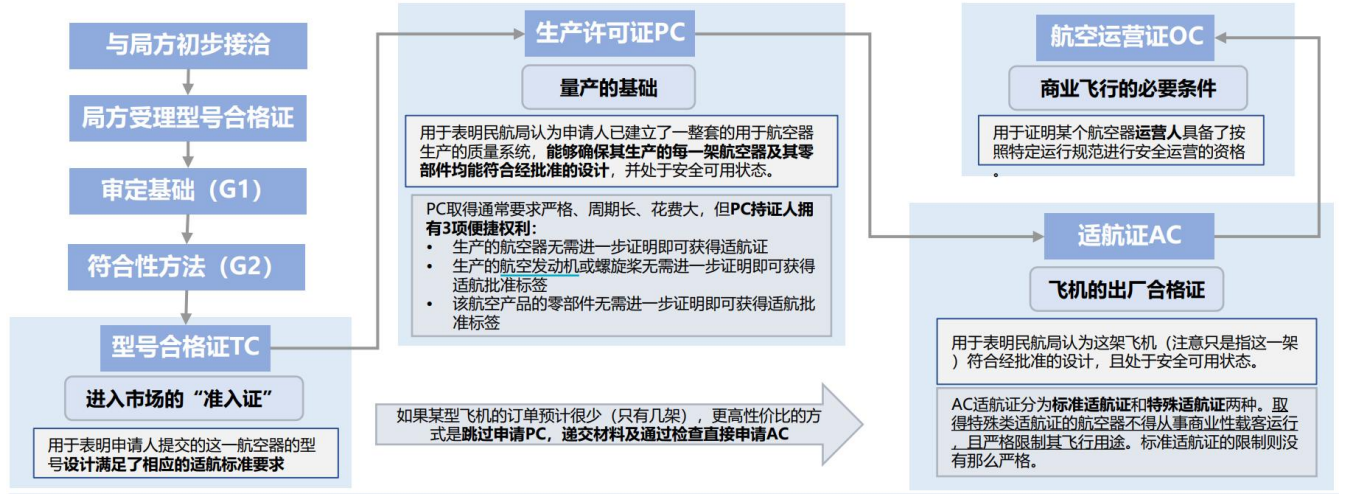 与局方初步接洽
局方受理型号合格证
审定基础（G1）
符合性方法（G2）
型号合格证TC
进入市场的“准入证”
用于表明申请人提交的这一航空器的型
号设计满足了相应的适航标准要求
生产许可证PC
量产的基础
用于表明民航局认为申请人已建立了一整套的用于航空器
生产的质量系统，能够确保其生产的每一架航空器及其零
部件均能符合经批准的设计，并处于安全可用状态。
PC取得通常要求严格、周期长、花费大，但PC持证人拥
有3项便捷权利：
• 生产的航空器无需进一步证明即可获得适航证
• 生产的航空发动机或螺旋桨无需进一步证明即可获得
适航批准标签
• 该航空产品的零部件无需进一步证明即可获得适航批
准标签
如果某型飞机的订单预计很少（只有几架），更高性价比的方
式是跳过申请PC，递交材料及通过检查直接申请AC
航空运营证OC
商业飞行的必要条件
用于证明某个航空器运营人具备了按
照特定运行规范进行安全运营的资格
。
适航证AC
飞机的出厂合格证
用于表明民航局认为这架飞机（注意只是指这一架
）符合经批准的设计，且处于安全可用状态。
AC适航证分为标准适航证和特殊适航证两种。取
得特殊类适航证的航空器不得从事商业性载客运行
，且严格限制其飞行用途。标准适航证的限制则没
有那么严格。